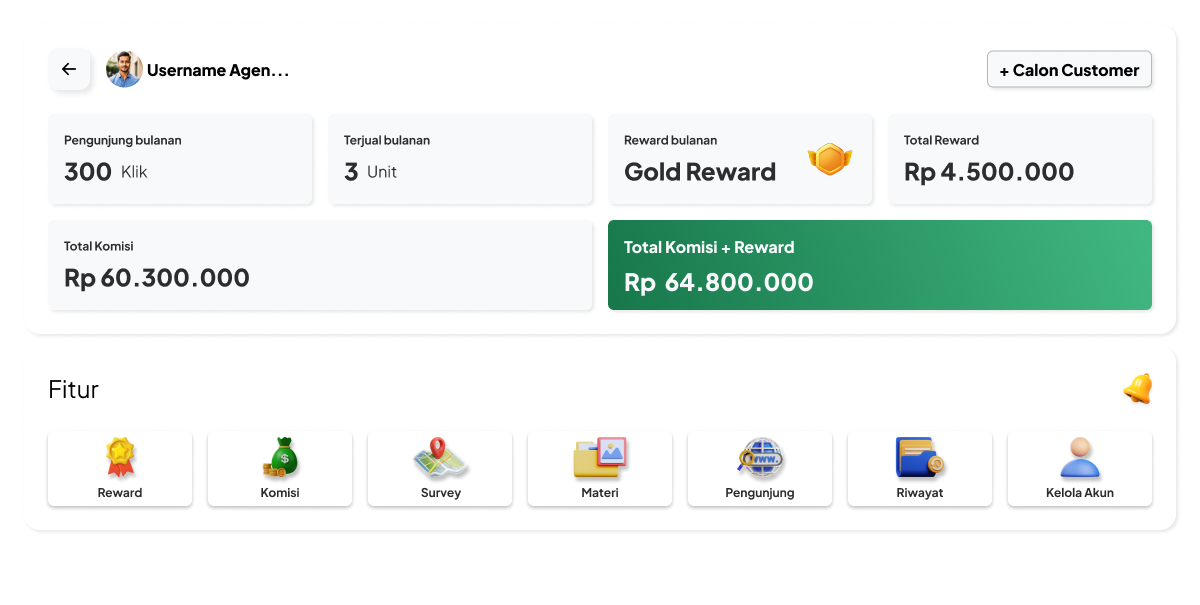 Username Agen...
+ Calon Customer
Pengunjung bulanan
300 Klik
Terjual bulanan
3 Unit
Reward bulanan
Gold Reward
Total Reward
Rp 4.500.000
Total Komisi
Rp 60.300.000
Total Komisi + Reward
Rp 64.800.000
Fitur
$
Reward
Komisi
Survey
Materi
WWW.
Pengunjung
Riwayat
Kelola Akun